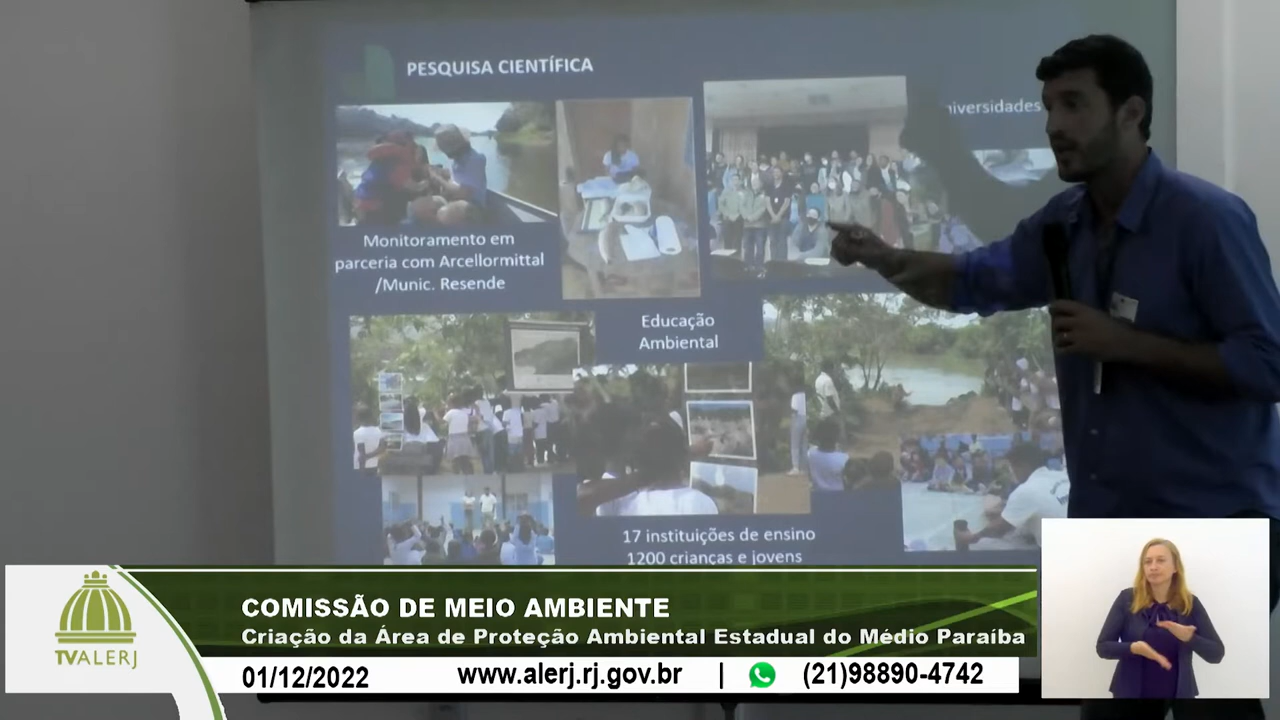 PESQUISA CIENTÍFICA
Monitoramento em
parceria com Arcellormittal
/Munic. Resende
Educação
Ambiental
17 instituições de ensino
1200 crianças e jovens
COMISSÃO DE MEIO AMBIENTE
Criação da Área de Proteção Ambiental Estadual do Médio Paraíba
TVALERJ
01/12/2022
www.alerj.rj.gov.br | (21)98890-4742